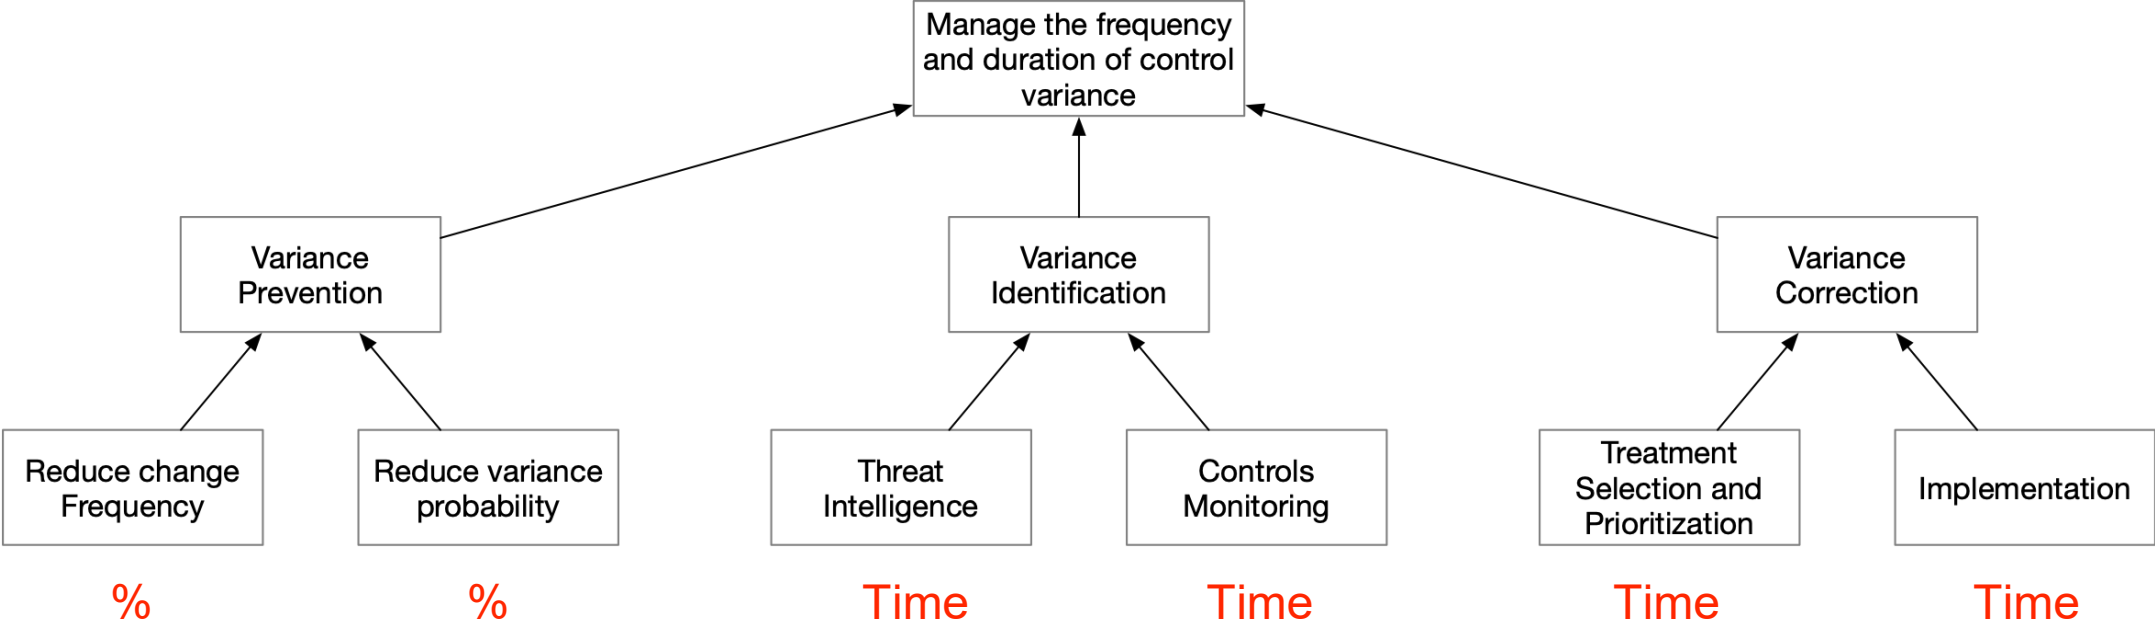 Manage the frequency
and duration of control
variance
Variance
Prevention
Variance
Identification
Variance
Correction
Reduce change
Frequency
Reduce variance
probability
Threat
Intelligence
Controls
Monitoring
Treatment
Selection and
Prioritization
Implementation
%
%
Time
Time
Time
Time